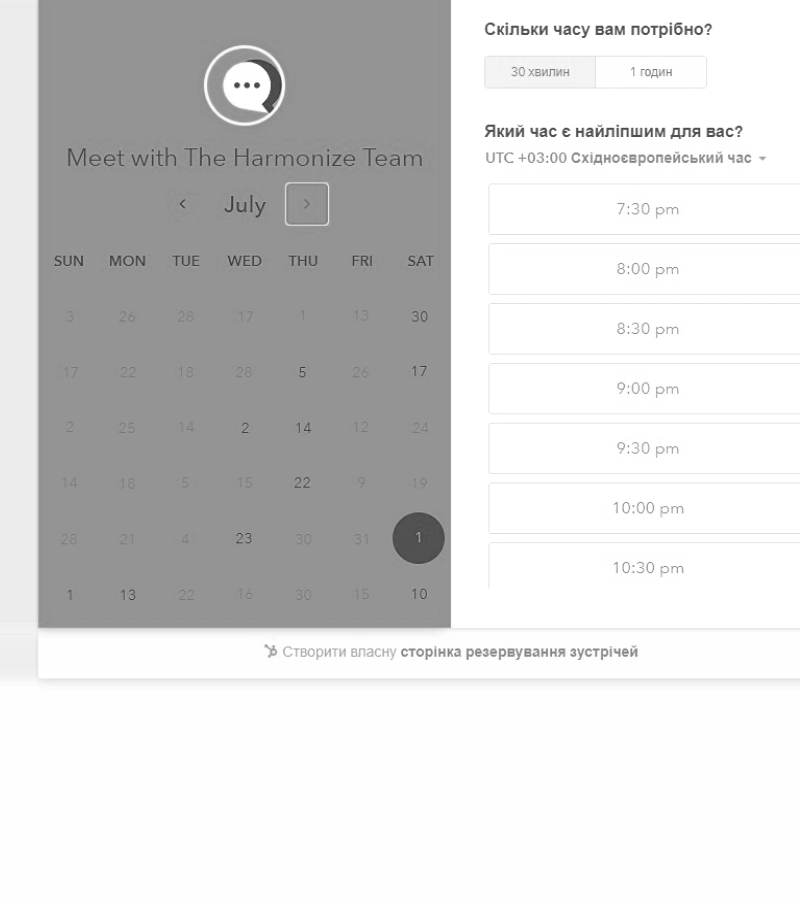 Meet with The Harmonize Team
July
SUN MON TUE WED THU FRI SAT
3 26 28 17 1 13 30
17 22 18 28 5 26 17
2 25 14 2 14 12 24
14 18 5 15 22 9 19
28 21 4 23 30 31 1
1 13 22 16 30 15 10
Скільки часу вам потрібно?
30 хвилин 1 годин
Який час є найліпшим для вас?
UTC +03:00 Східноєвропейський час
7:30 pm
8:00 pm
8:30 pm
9:00 pm
9:30 pm
10:00 pm
10:30 pm
Створити власну сторінка резервування зустрічей